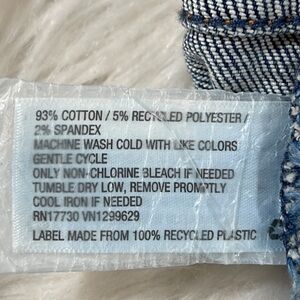 93% COTTON / 5% RECYCLED POLYESTER /
2% SPANDEX
MACHINE WASH COLD WITH LIKE COLORS
GENTLE CYCLE
ONLY NON-CHLORINE BLEACH IF NEEDED
TUMBLE DRY LOW, REMOVE PROMPTLY
COOL IRON IF NEEDED
RN17730 VN1299629
LABEL MADE FROM 100% RECYCLED PLASTIC